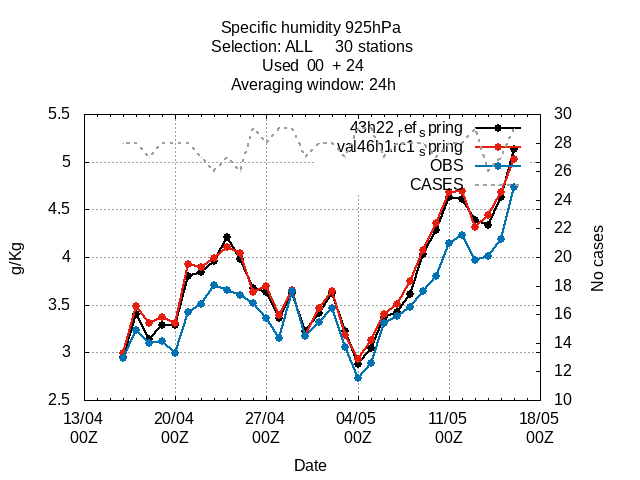 Specific humidity 925hPa
Selection: ALL 30 stations
Used 00 + 24
Averaging window: 24h
43h22_ref_spring
val46h1rc1_spring
OBS
CASES
5.5
5
4.5
4
3.5
3
2.5
g/Kg
30
28
26
24
22
20
18
16
14
12
10
No cases
13/04 20/04 27/04 04/05 11/05 18/05
00Z 00Z 00Z 00Z 00Z 00Z
Date